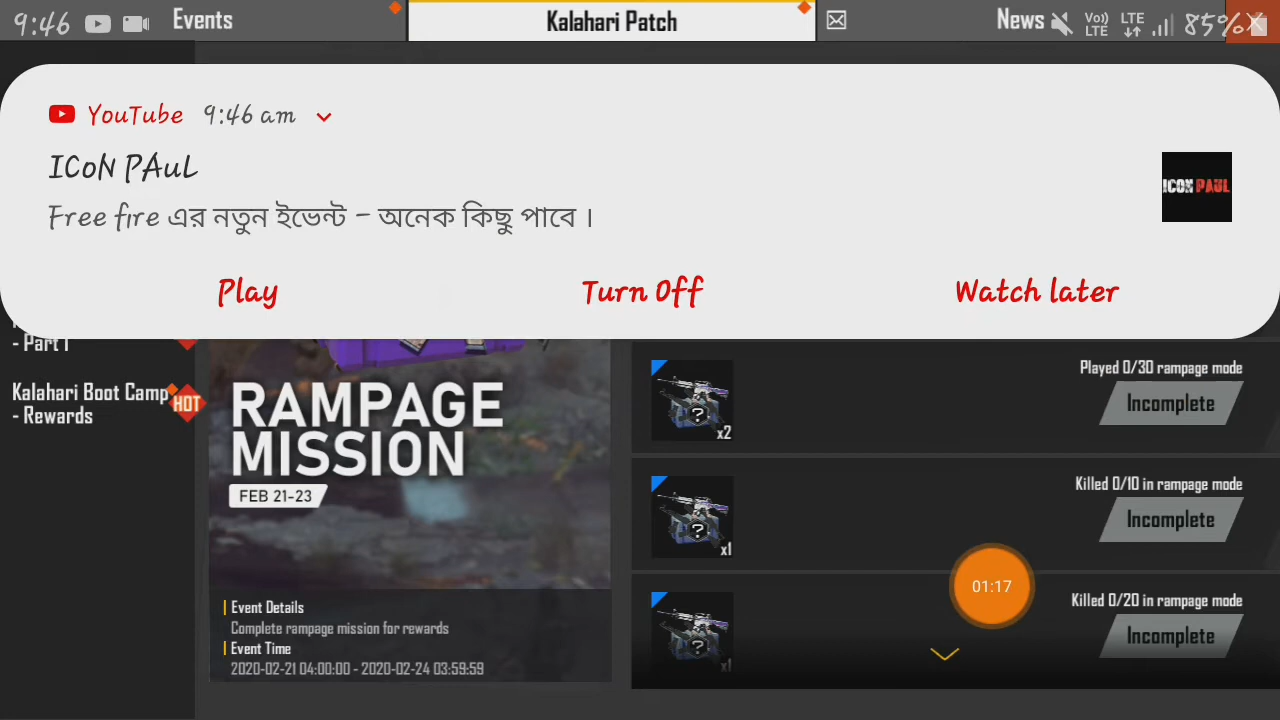 9:46
Events
Kalahari Patch
News
Vo)) LTE
LTE
85%
YouTube 9:46 am
ICoN PAuL
Free fire এর নতুন ইভেন্ট - অনেক কিছু পাবে ।
ICON PAUL
Play
Turn Off
Watch later
- Part 1
Kalahari Boot Camp
- Rewards
HOT
RAMPAGE
MISSION
FEB 21-23
Event Details
Complete rampage mission for rewards
Event Time
2020-02-21 04:00:00 - 2020-02-24 03:59:59
x2
Played 0/30 rampage mode
Incomplete
x1
Killed 0/10 in rampage mode
Incomplete
x1
Killed 0/20 in rampage mode
Incomplete
01:17